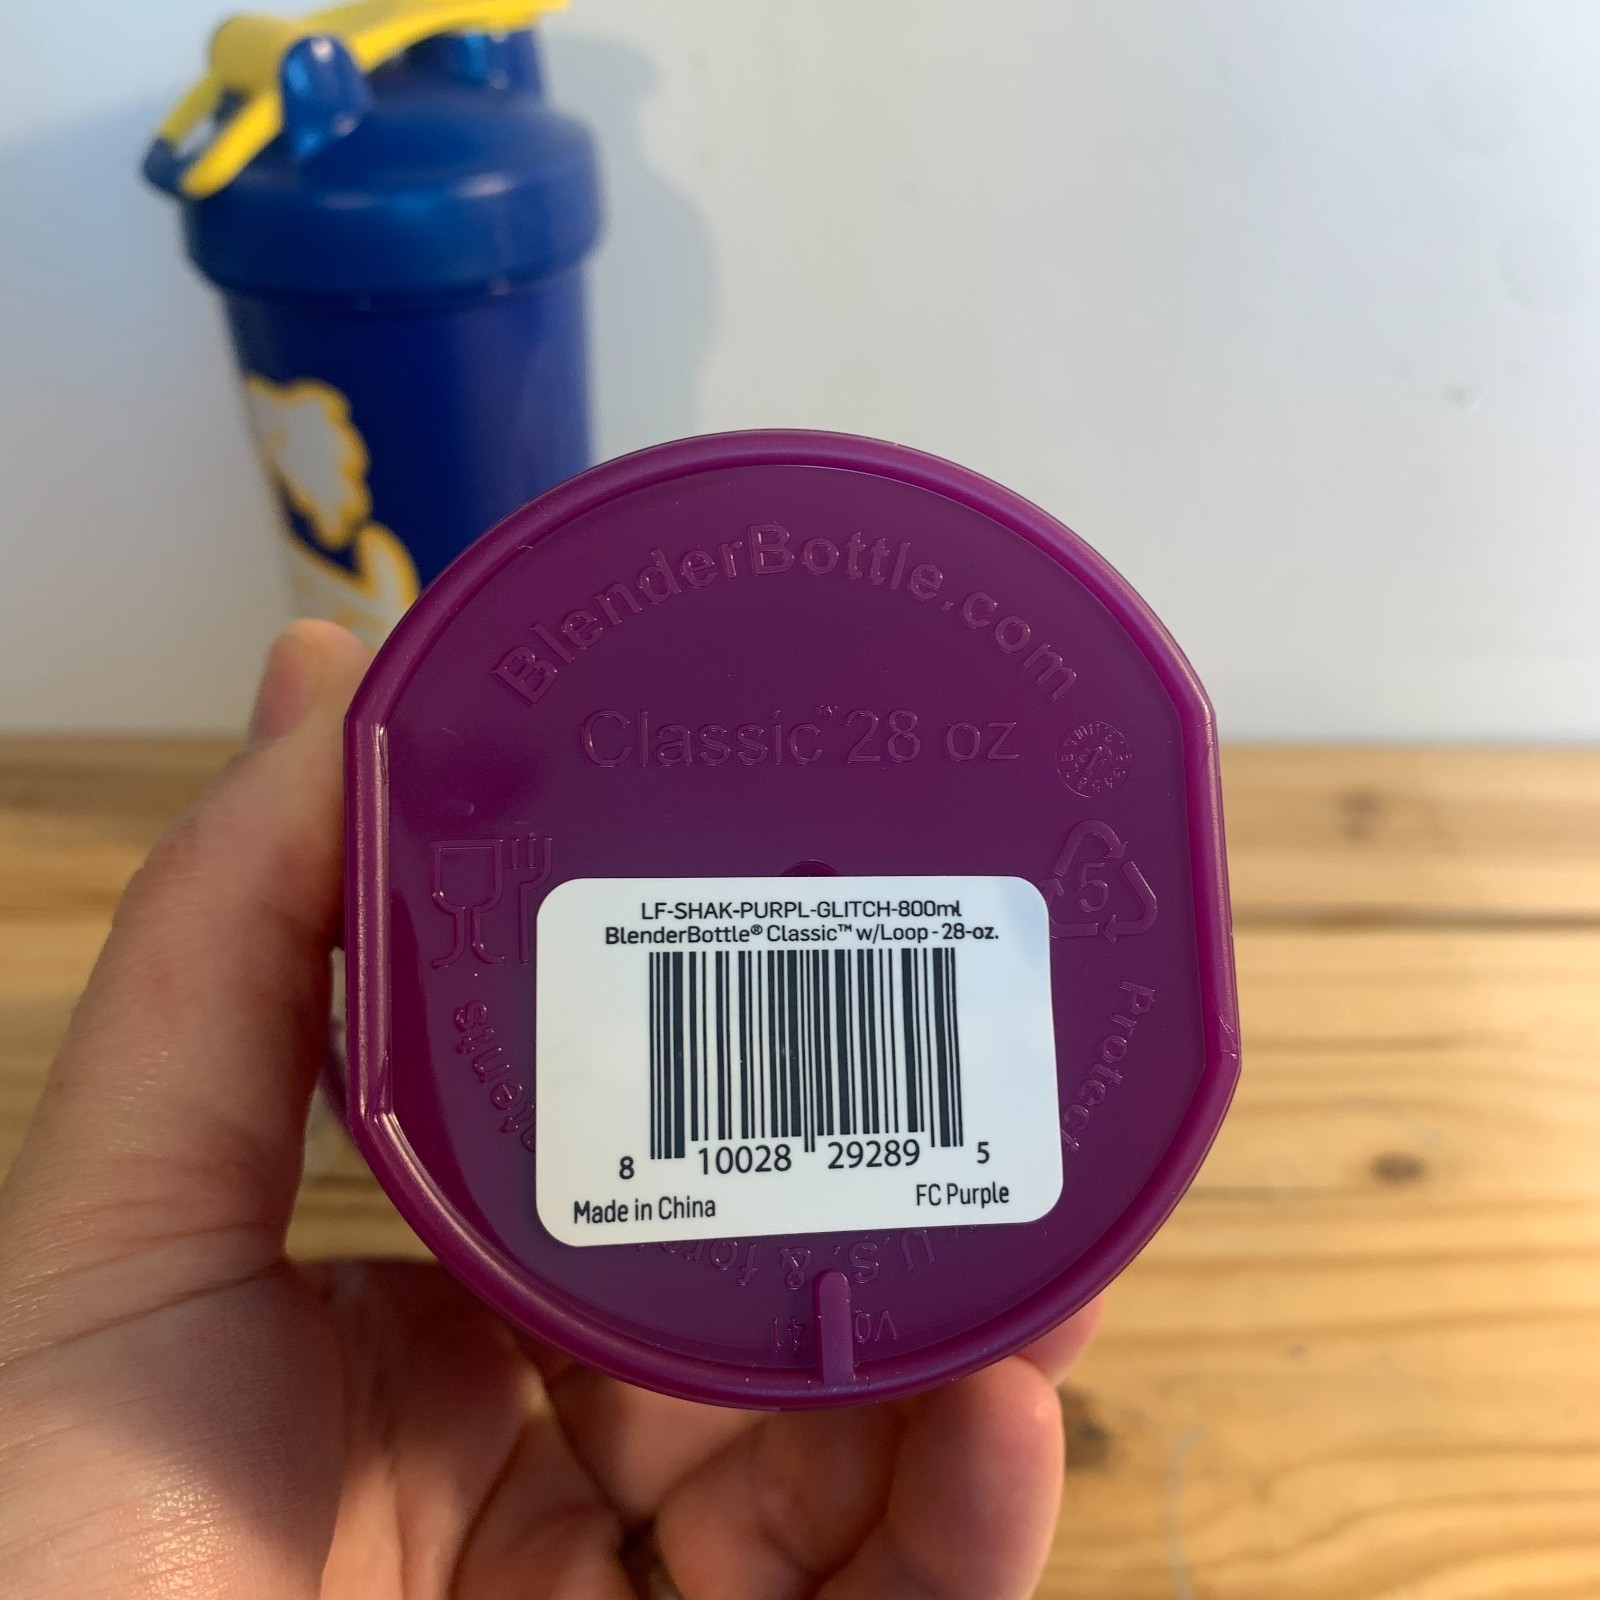 BlenderBottle.com
Classic™ 28 oz
5
LF-SHAK-PURPL-GLITCH-800ml
BlenderBottle® Classic™ w/Loop - 28-oz.
8 10028 29289 5
Made in China
FC Purple
Protect
U.S. &